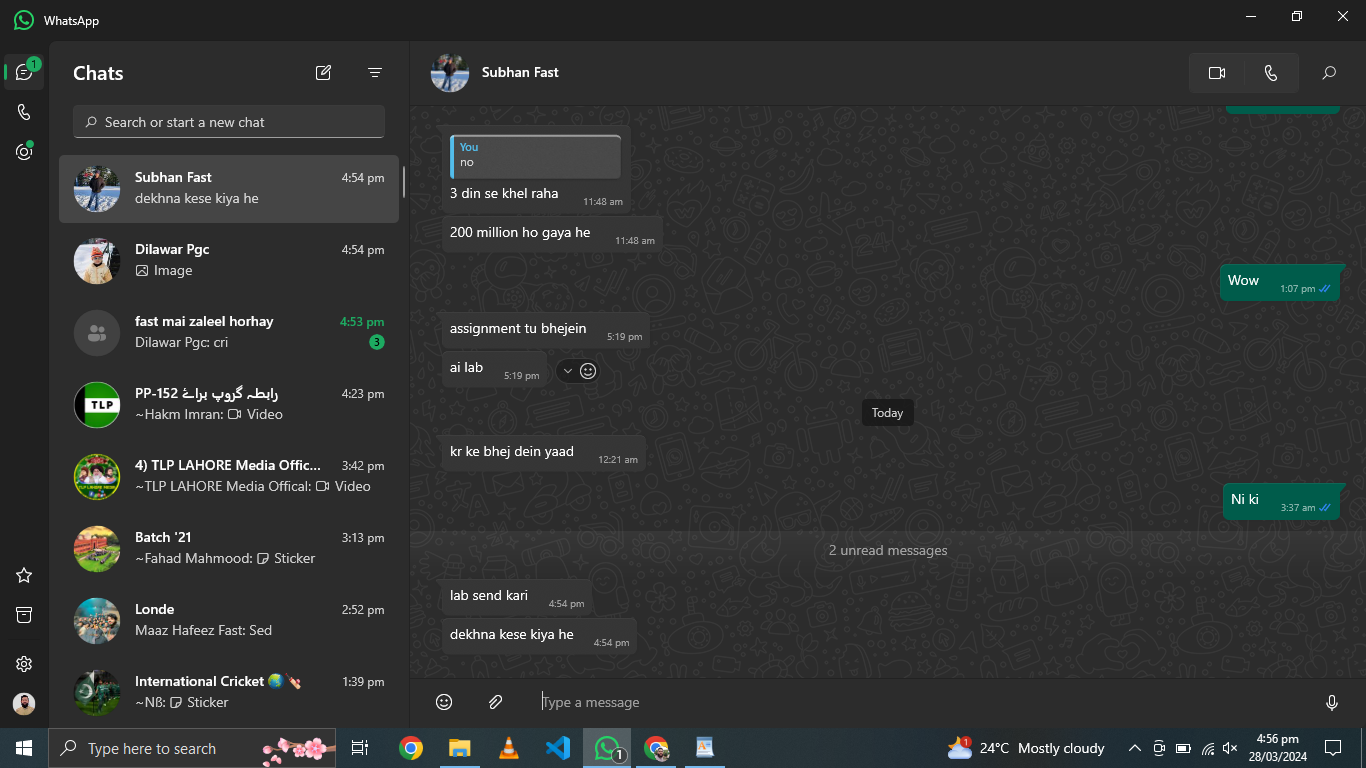 WhatsApp
1
Chats
Search or start a new chat
Subhan Fast
4:54 pm
dekhna kese kiya he
Dilawar Pgc
4:54 pm
Image
fast mai zaleel horhay
4:53 pm
Dilawar Pgc: cri
3
TLP
رابطہ گروپ برائے PP-152
4:23 pm
~Hakm Imran: Video
4) TLP LAHORE Media Offic...
3:42 pm
~TLP LAHORE Media Offical: Video
Batch '21
3:13 pm
~Fahad Mahmood: Sticker
Londe
2:52 pm
Maaz Hafeez Fast: Sed
International Cricket 🌏🏏
1:39 pm
~Nß: Sticker
Subhan Fast
You
no
3 din se khel raha
11:48 am
200 million ho gaya he
11:48 am
Wow
1:07 pm
assignment tu bhejein
5:19 pm
ai lab
5:19 pm
Today
kr ke bhej dein yaad
12:21 am
Ni ki
3:37 am
2 unread messages
lab send kari
4:54 pm
dekhna kese kiya he
4:54 pm
Type a message
Type here to search
1
1
24°C Mostly cloudy
4:56 pm
28/03/2024